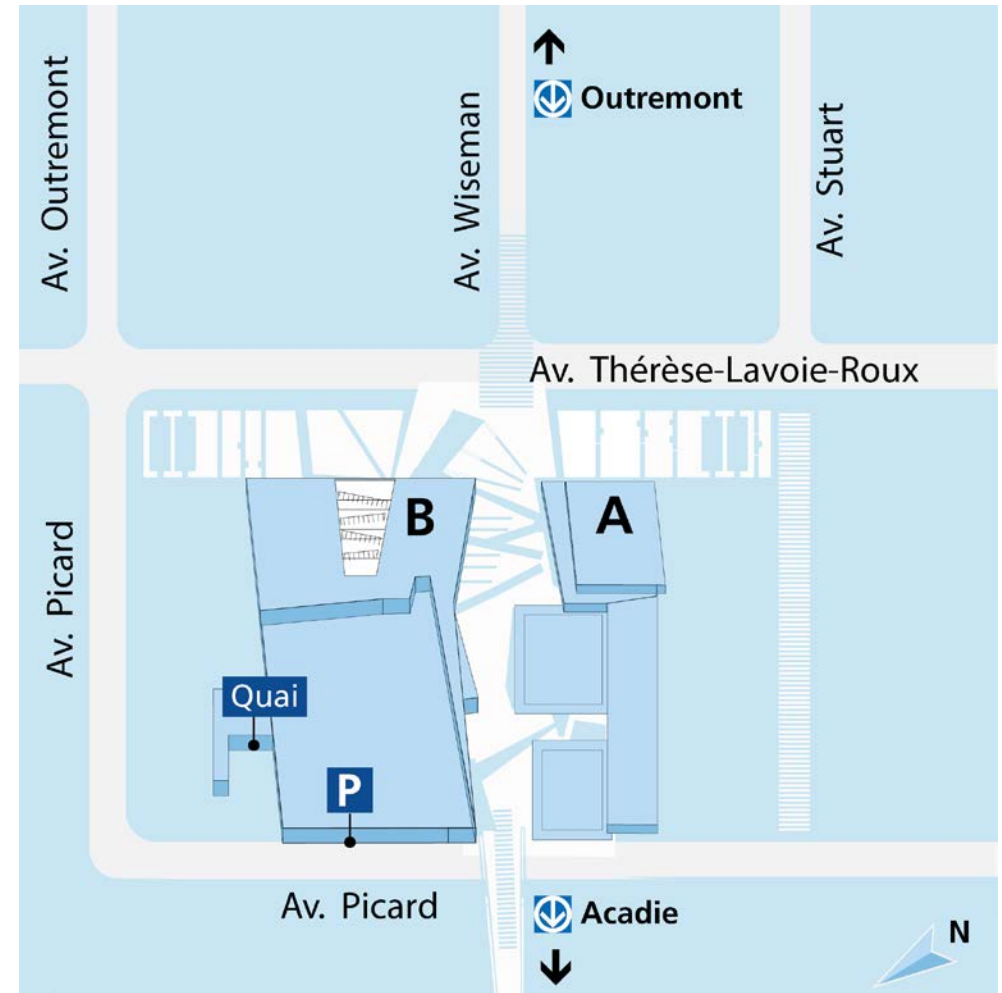 Av. Outremont
Av. Wiseman
Outremont
Av. Stuart
Av. Thérèse-Lavoie-Roux
B
A
Av. Picard
Quai
P
Av. Picard
Acadie
N